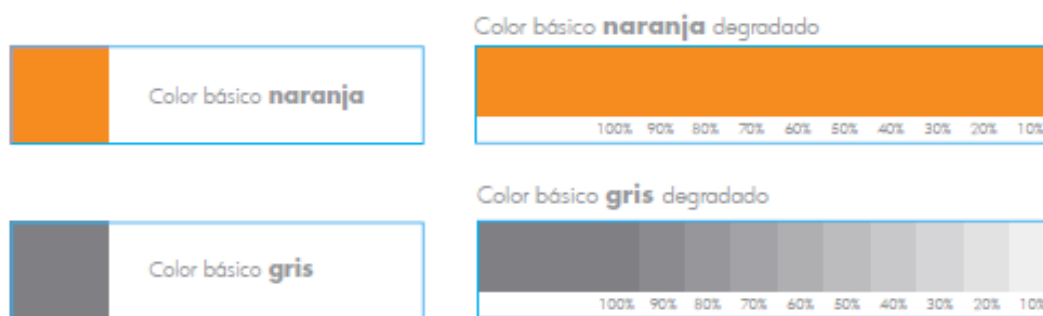 Color básico naranja degradado
Color básico naranja
100% 90% 80% 70% 60% 50% 40% 30% 20% 10%
Color básico gris degradado
Color básico gris
100% 90% 80% 70% 60% 50% 40% 30% 20% 10%